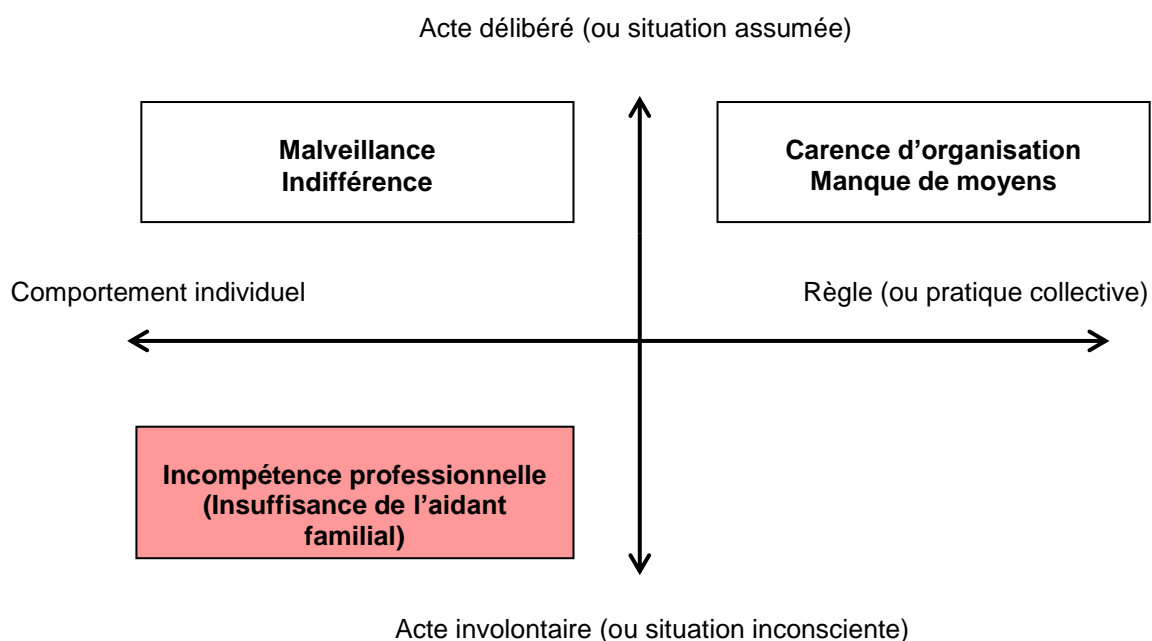 Acte délibéré (ou situation assumée)
Malveillance
Indifférence
Carence d’organisation
Manque de moyens
Comportement individuel
Règle (ou pratique collective)
Incompétence professionnelle
(Insuffisance de l’aidant
familial)
Acte involontaire (ou situation inconsciente)